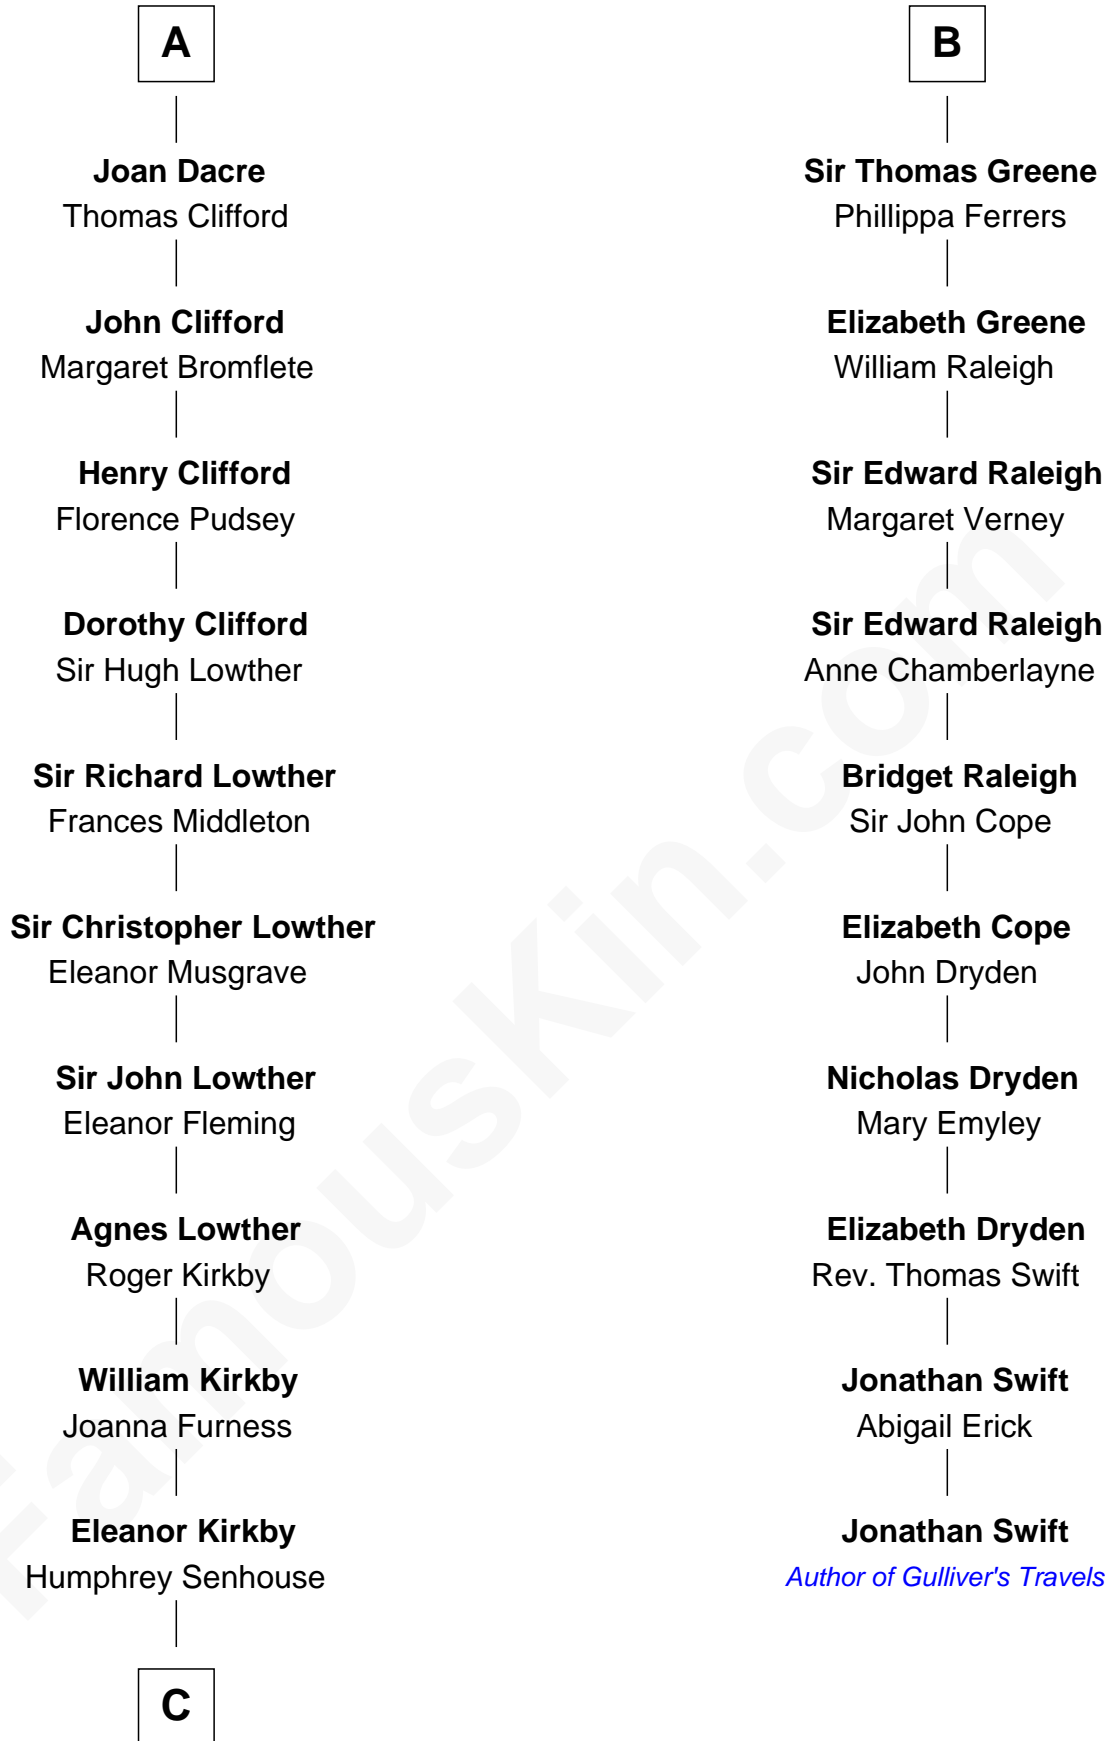 A
Joan Dacre
Thomas Clifford
John Clifford
Margaret Bromflete
Henry Clifford
Florence Pudsey
Dorothy Clifford
Sir Hugh Lowther
Sir Richard Lowther
Frances Middleton
Sir Christopher Lowther
Eleanor Musgrave
Sir John Lowther
Eleanor Fleming
Agnes Lowther
Roger Kirkby
William Kirkby
Joanna Furness
Eleanor Kirkby
Humphrey Senhouse
C
B
Sir Thomas Greene
Phillippa Ferrers
Elizabeth Greene
William Raleigh
Sir Edward Raleigh
Margaret Verney
Sir Edward Raleigh
Anne Chamberlayne
Bridget Raleigh
Sir John Cope
Elizabeth Cope
John Dryden
Nicholas Dryden
Mary Emyley
Elizabeth Dryden
Rev. Thomas Swift
Jonathan Swift
Abigail Erick
Jonathan Swift
Author of Gulliver's Travels
FamousKin.com